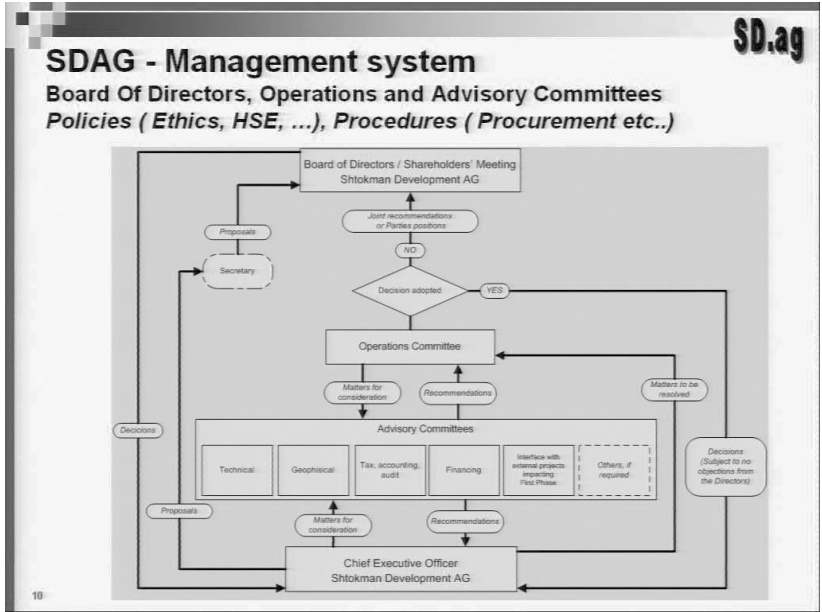 SD.ag
SDAG - Management system
Board Of Directors, Operations and Advisory Committees
Policies ( Ethics, HSE, ...), Procedures ( Procurement etc..)
Board of Directors / Shareholders' Meeting
Shtokman Development AG
Joint recommendations
or Parties positions
Proposals
NO
Secretary
Decision adopted
YES
Operations Committee
Matters for
consideration
Recommendations
Matters to be
resolved
Decicions
Advisory Committees
Technical
Geophisical
Tax, accounting,
audit
Financing
Interface with
external projects
impacting
First Phase
Others, if
required
Decisions
(Subject to no
objections from
the Directors)
Proposals
Matters for
consideration
Recommendations
Chief Executive Officer
Shtokman Development AG
10